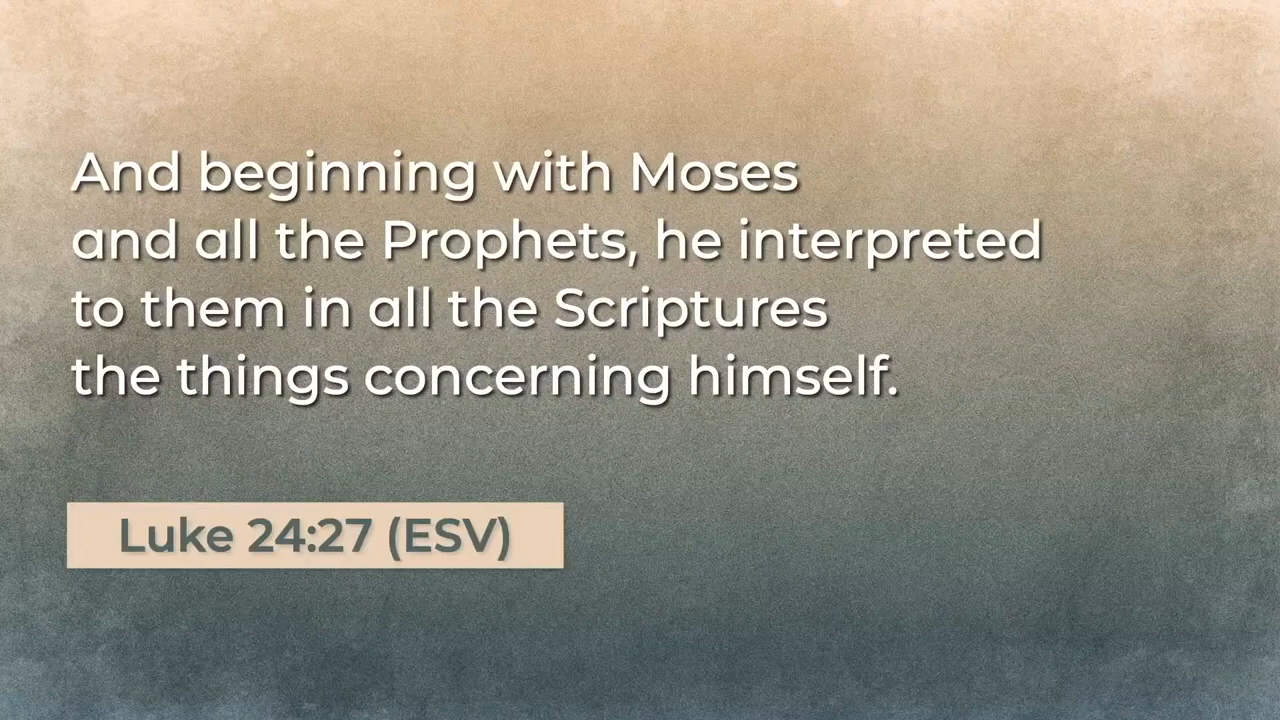 And beginning with Moses
and all the Prophets, he interpreted
to them in all the Scriptures
the things concerning himself.
Luke 24:27 (ESV)